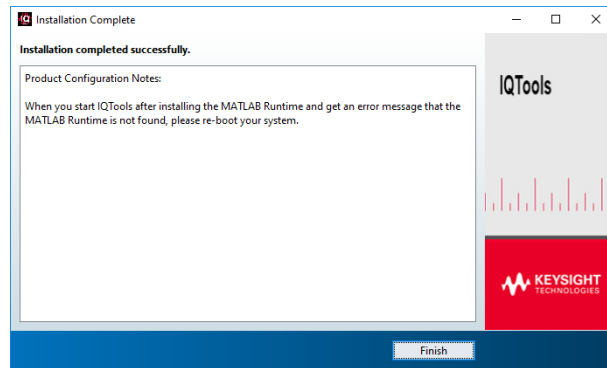 Installation Complete
Installation completed successfully.
Product Configuration Notes:
When you start IQTools after installing the MATLAB Runtime and get an error message that the
MATLAB Runtime is not found, please re-boot your system.
IQTools
KEYSIGHT
TECHNOLOGIES
Finish